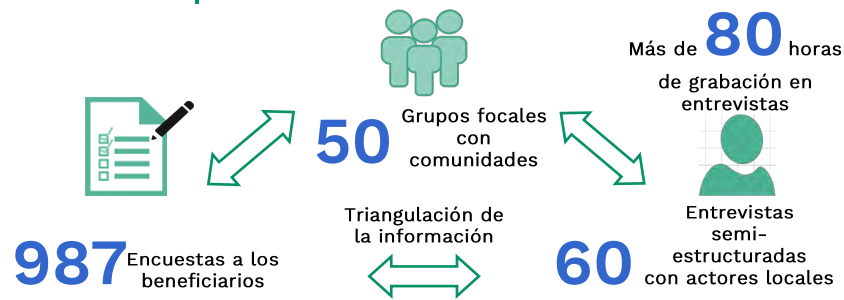 Más de 80 horas
de grabación en
entrevistas
50 Grupos focales
con
comunidades
Triangulación de
la información
987 Encuestas a los
beneficiarios
60 Entrevistas
semi-
estructuradas
con actores locales